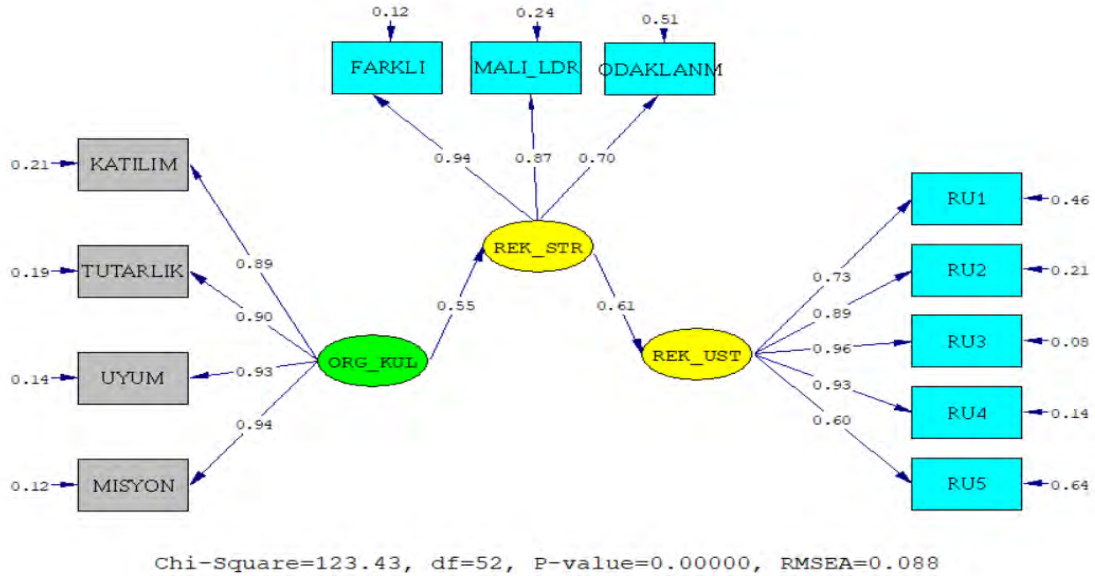 0.12
0.24
0.51
FARKLI
MALI_LDR
ODAKLANM
0.94
0.87
0.70
0.21
KATILIM
0.19
TUTARLIK
0.14
UYUM
0.12
MISYON
0.89
0.90
0.93
0.94
ORG_KUL
0.55
REK_STR
0.61
REK_UST
0.73
0.89
0.96
0.93
0.60
RU1
0.46
RU2
0.21
RU3
0.08
RU4
0.14
RU5
0.64
Chi-Square=123.43, df=52, P-value=0.00000, RMSEA=0.088